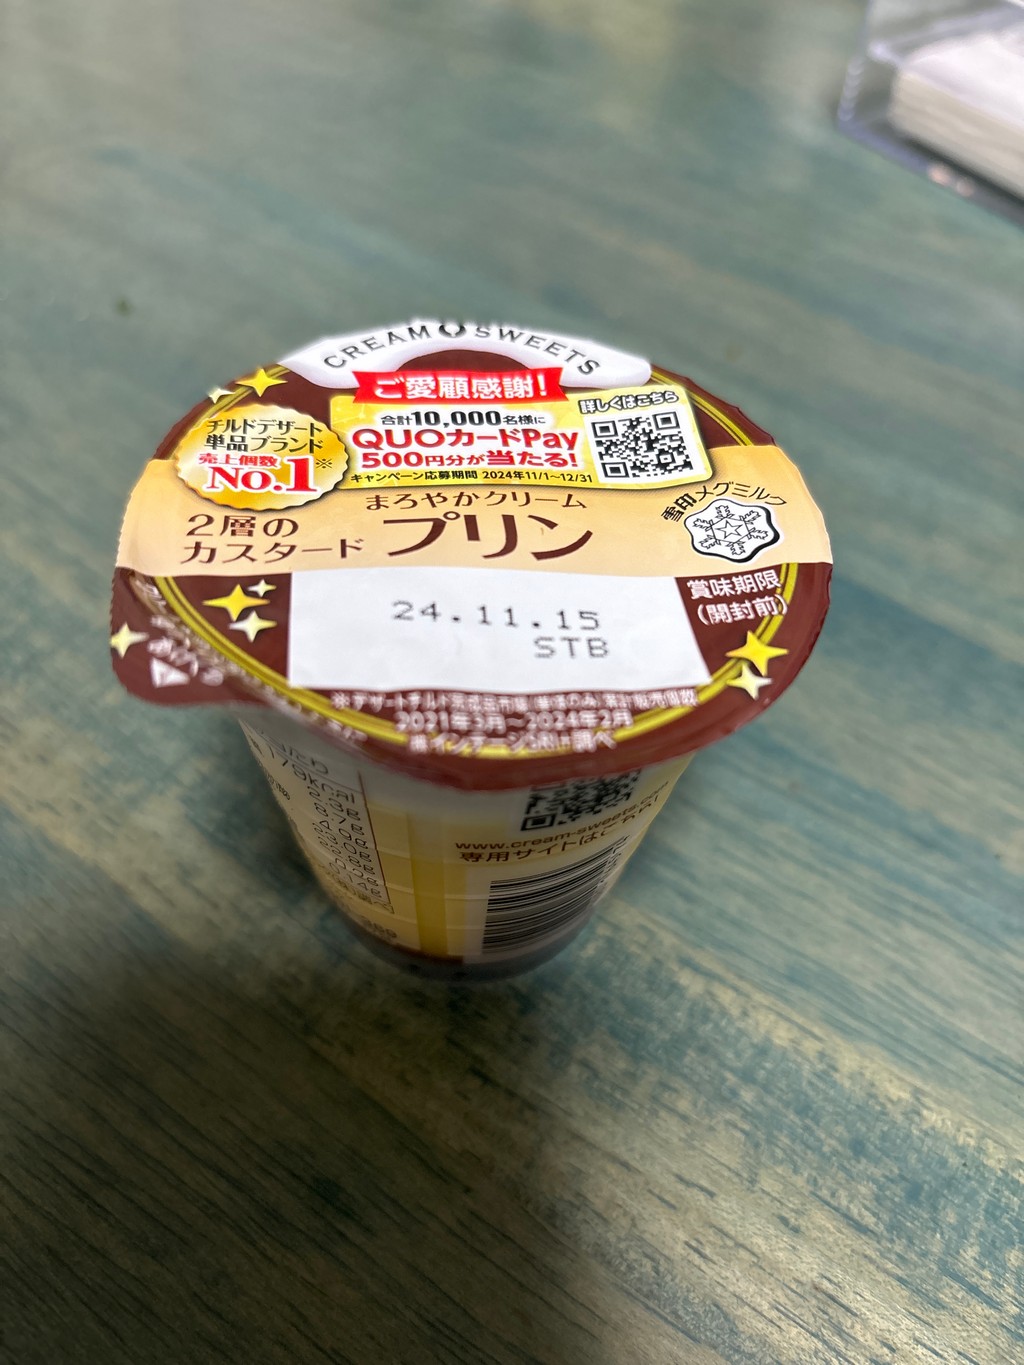 CREAM SWEETS
ご愛顧感謝!
合計10,000名様に
QUOカードPay
500円分が当たる!
キャンペーン応募期間 2024年11/1~12/31
詳しくはこちら
チルドデザート
単品ブランド
売上個数※
No.1
まろやかクリーム
2層の
カスタード
プリン
雪印メグミルク
賞味期限
(開封前)
24.11.15
STB
2021年3月~2024年2月
179kcal
www.cream-sweets.com
専用サイトはこちら!